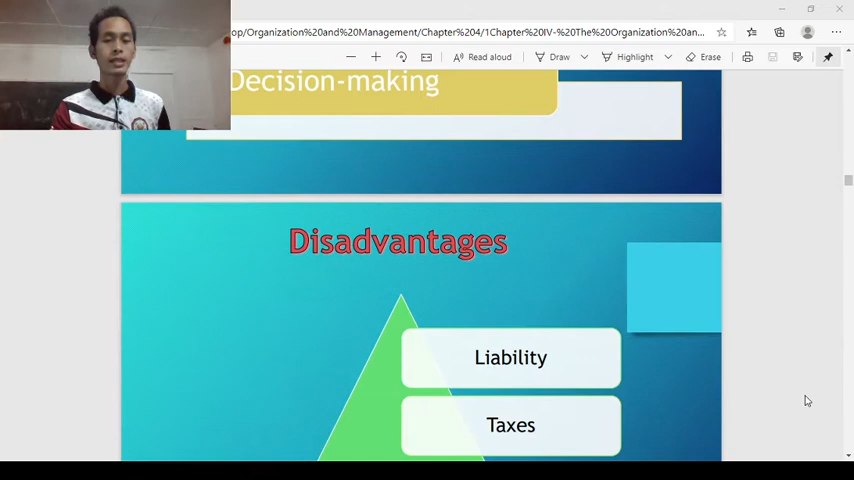 op/Organization%20and%20Management/Chapter%204/1Chapter%20IV-%20The%20Organization%20an...
Read aloud
Draw
Highlight
Erase
Decision-making
Disadvantages
Liability
Taxes